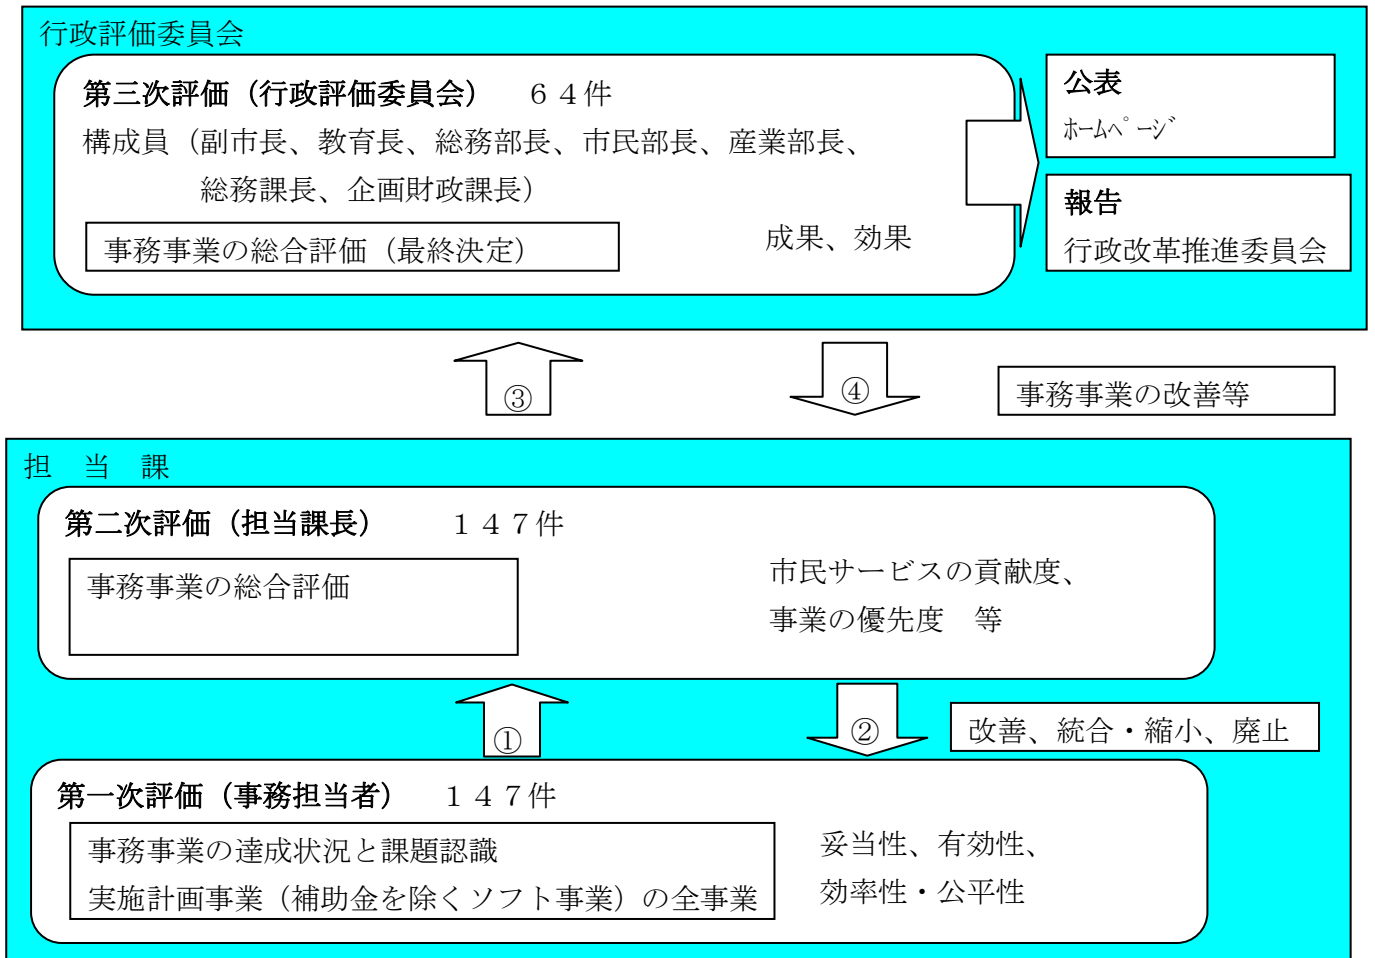 行政評価委員会
第三次評価（行政評価委員会）　６４件
構成員（副市長、教育長、総務部長、市民部長、産業部長、
総務課長、企画財政課長）
事務事業の総合評価（最終決定）
成果、効果
公表
ﾎｰﾑﾍﾟｰｼﾞ
報告
行政改革推進委員会
③
④
事務事業の改善等
担　当　課
第二次評価（担当課長）　　１４７件
事務事業の総合評価
市民サービスの貢献度、
事業の優先度　等
①
②
改善、統合・縮小、廃止
第一次評価（事務担当者）　１４７件
事務事業の達成状況と課題認識
実施計画事業（補助金を除くソフト事業）の全事業
妥当性、有効性、
効率性・公平性